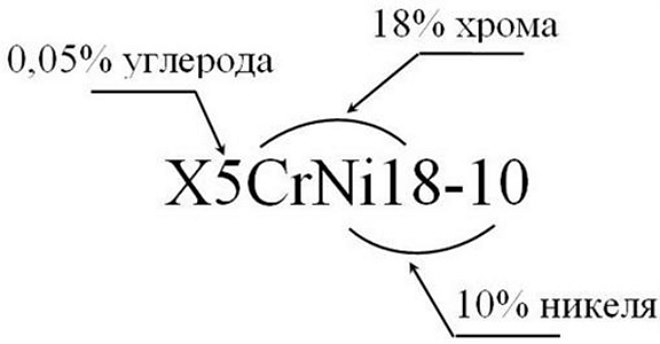 18% хрома
0,05% углерода
X5CrNi18-10
10% никеля